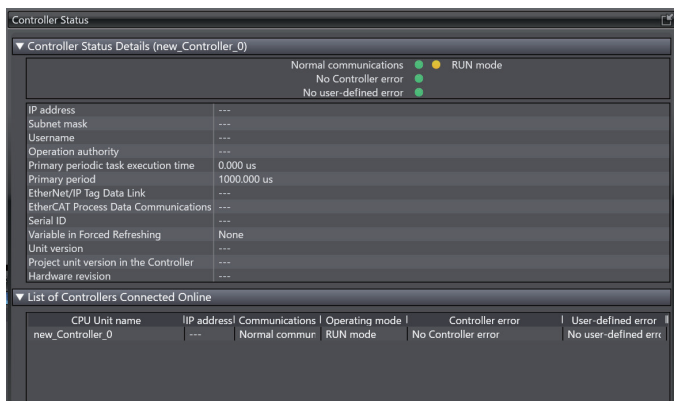 Controller Status
Controller Status Details (new_Controller_0)
Normal communications RUN mode
No Controller error
No user-defined error
IP address ---
Subnet mask ---
Username ---
Operation authority ---
Primary periodic task execution time 0.000 us
Primary period 1000.000 us
EtherNet/IP Tag Data Link ---
EtherCAT Process Data Communications ---
Serial ID ---
Variable in Forced Refreshing None
Unit version ---
Project unit version in the Controller ---
Hardware revision ---
List of Controllers Connected Online
CPU Unit name IP address Communications Operating mode Controller error User-defined error
new_Controller_0 --- Normal commun RUN mode No Controller error No user-defined erro